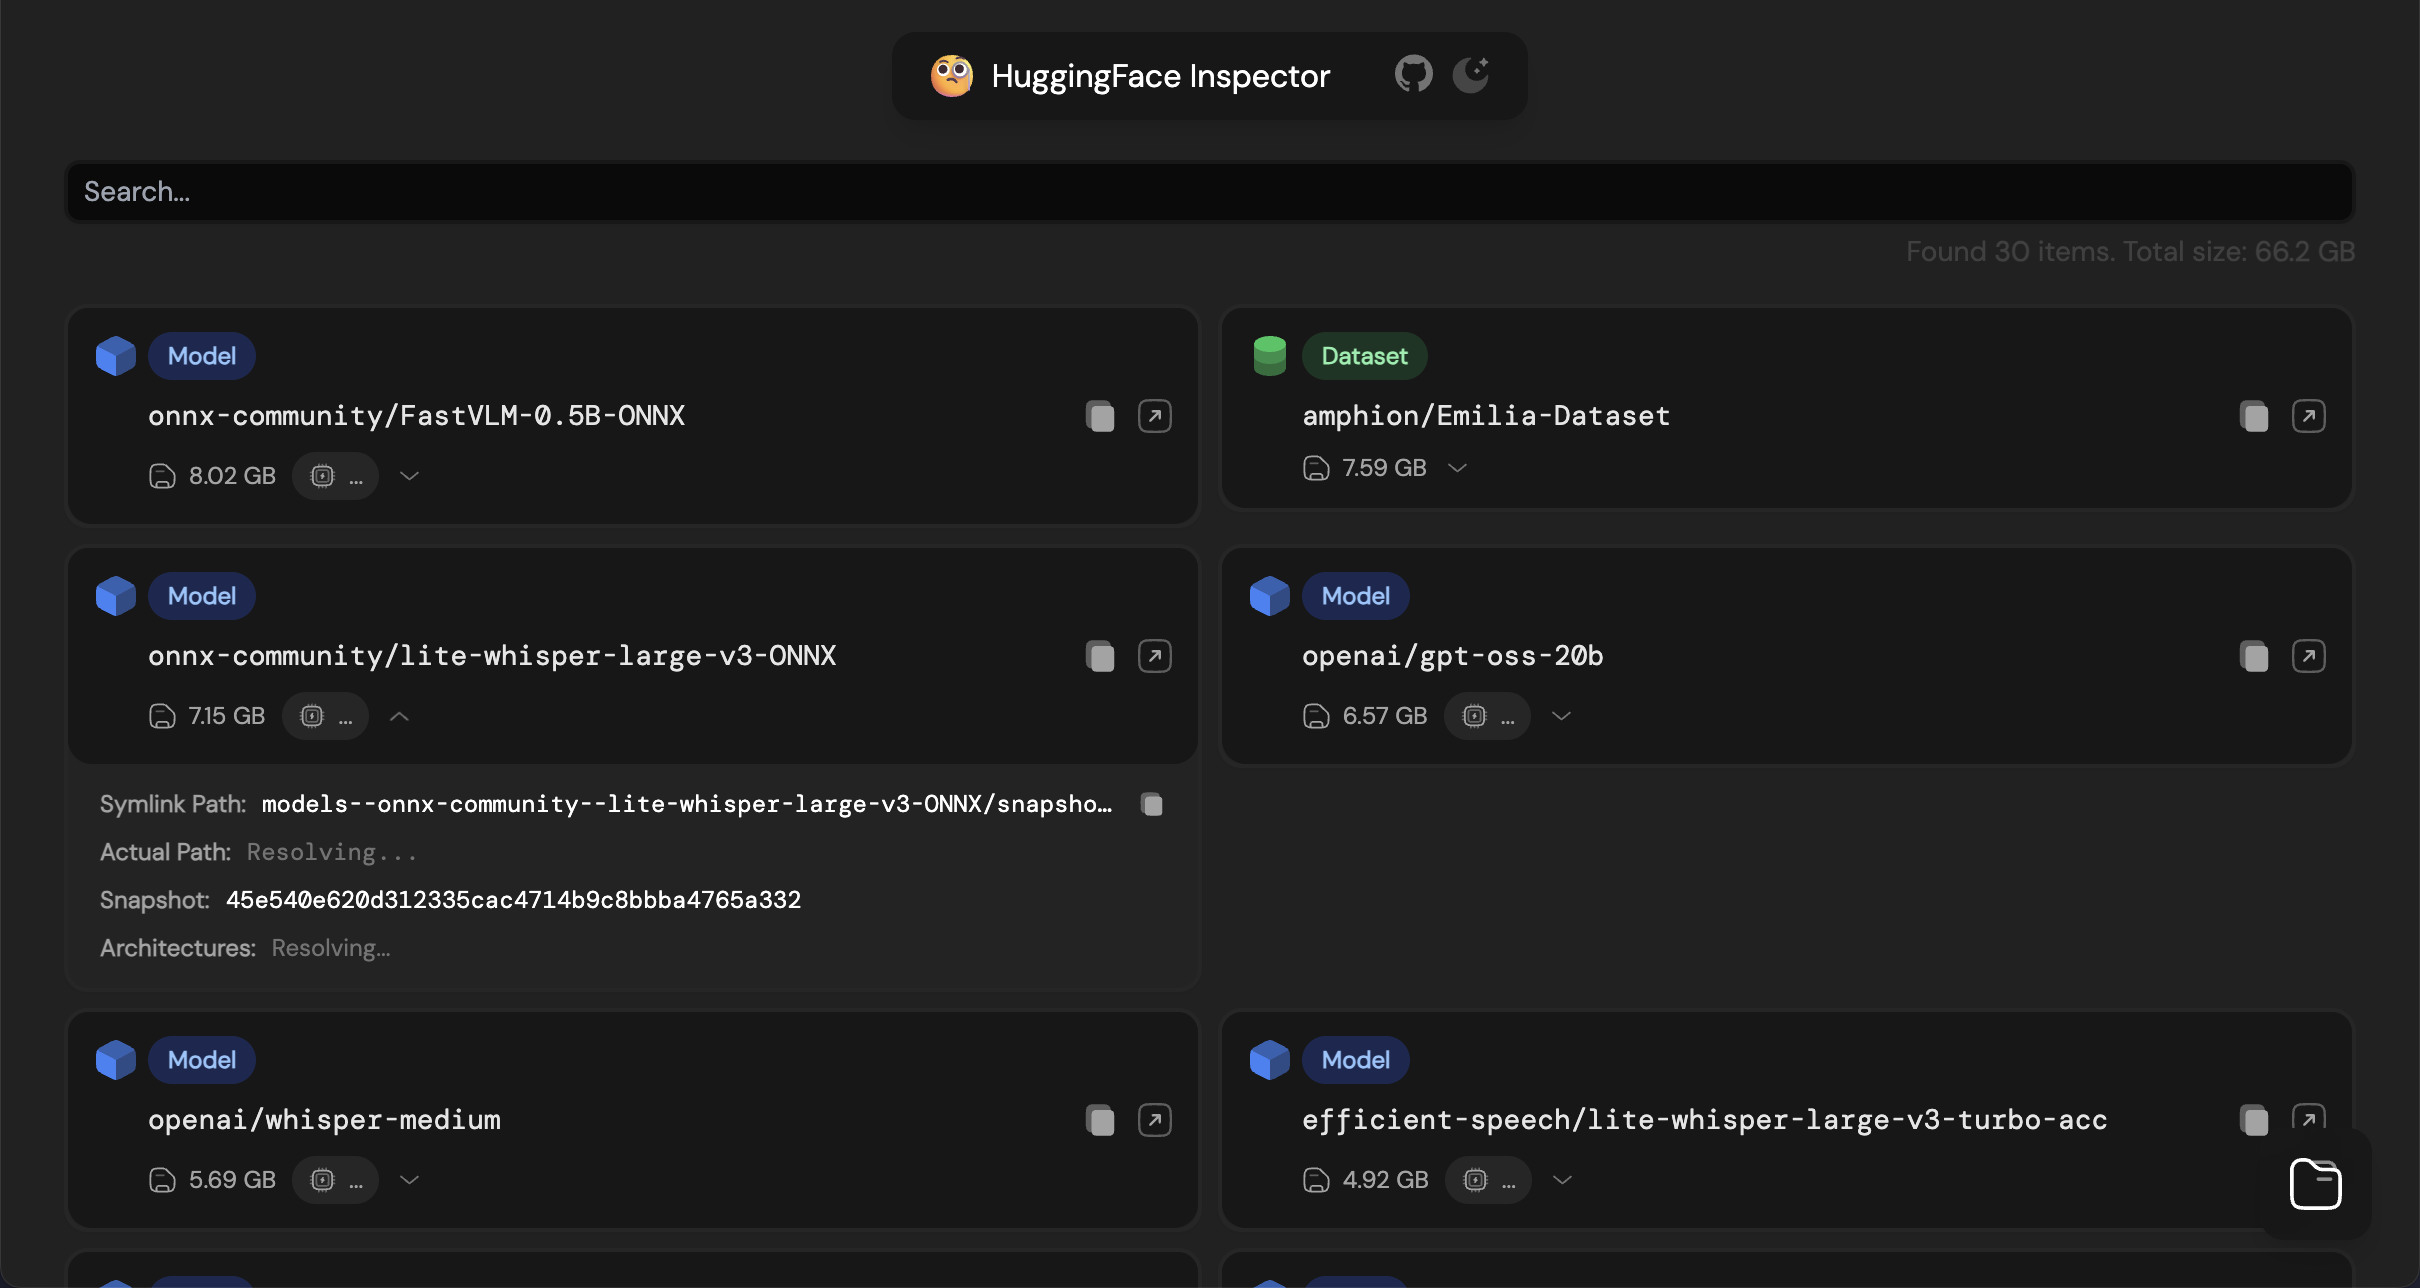 HuggingFace Inspector
Search...
Found 30 items. Total size: 66.2 GB
Model
onnx-community/FastVLM-0.5B-ONNX
8.02 GB ...
Dataset
amphion/Emilia-Dataset
7.59 GB
Model
onnx-community/lite-whisper-large-v3-ONNX
7.15 GB ...
Symlink Path: models--onnx-community--lite-whisper-large-v3-ONNX/snapsho…
Actual Path: Resolving...
Snapshot: 45e540e620d312335cac4714b9c8bbba4765a332
Architectures: Resolving...
Model
openai/gpt-oss-20b
6.57 GB ...
Model
openai/whisper-medium
5.69 GB ...
Model
efficient-speech/lite-whisper-large-v3-turbo-acc
4.92 GB ...